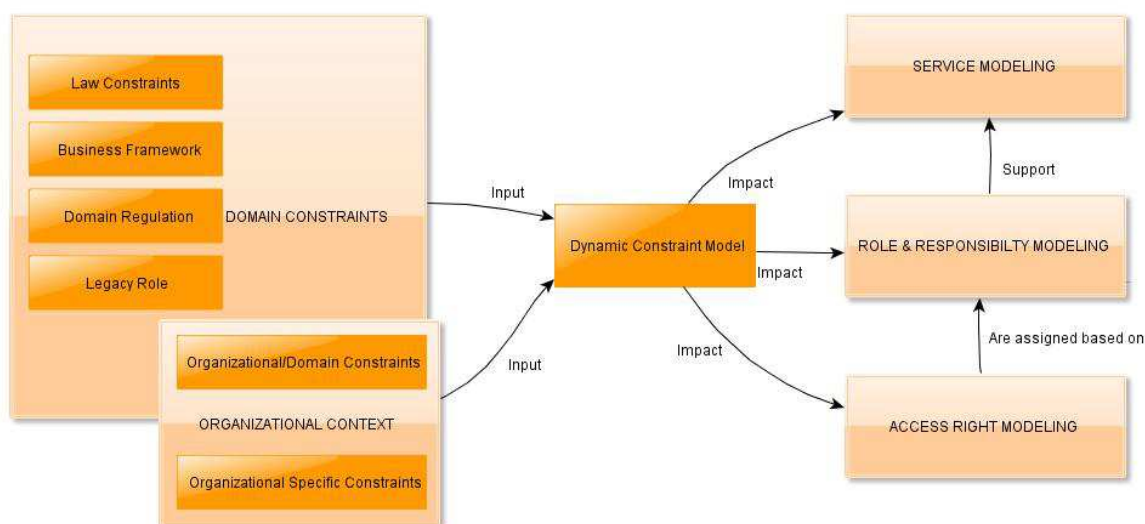 Law Constraints
Business Framework
Domain Regulation
DOMAIN CONSTRAINTS
Legacy Role
Organizational/Domain Constraints
ORGANIZATIONAL CONTEXT
Organizational Specific Constraints
Input
Input
Dynamic Constraint Model
Impact
Impact
Impact
SERVICE MODELING
Support
ROLE & RESPONSIBILTY MODELING
Are assigned based on
ACCESS RIGHT MODELING